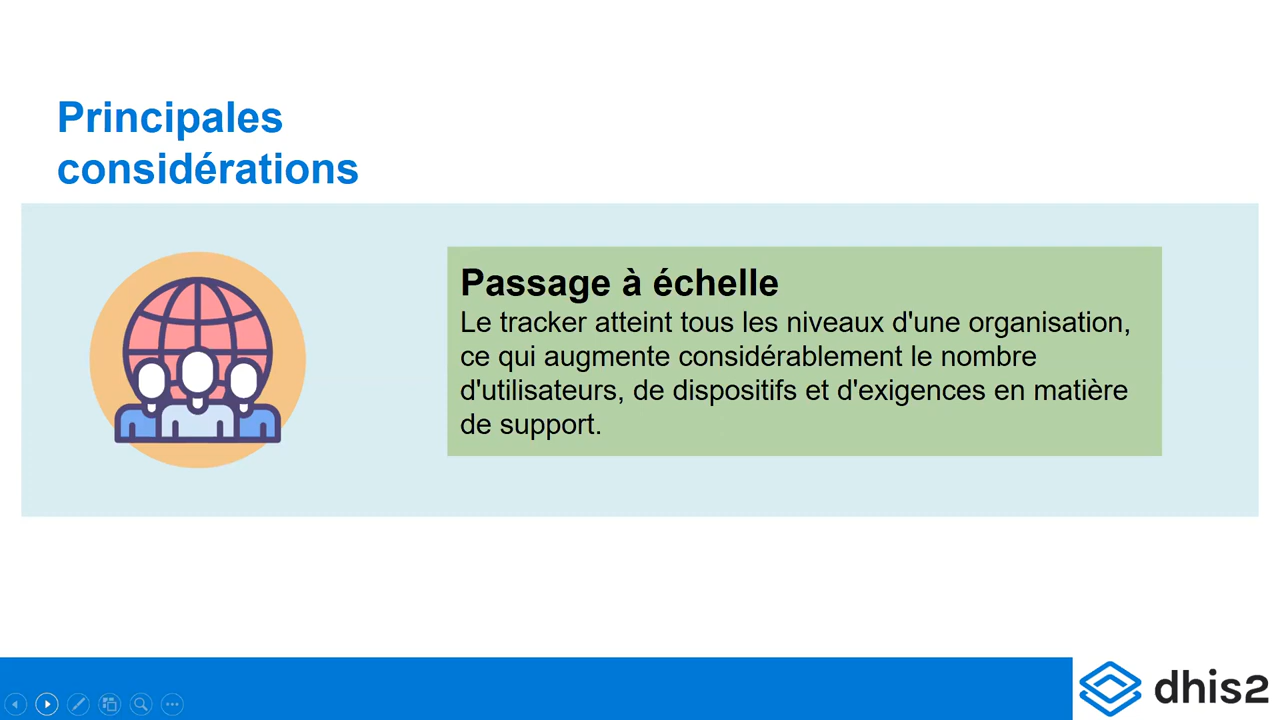 Principales
considérations
Passage à échelle
Le tracker atteint tous les niveaux d'une organisation,
ce qui augmente considérablement le nombre
d'utilisateurs, de dispositifs et d'exigences en matière
de support.
dhis2